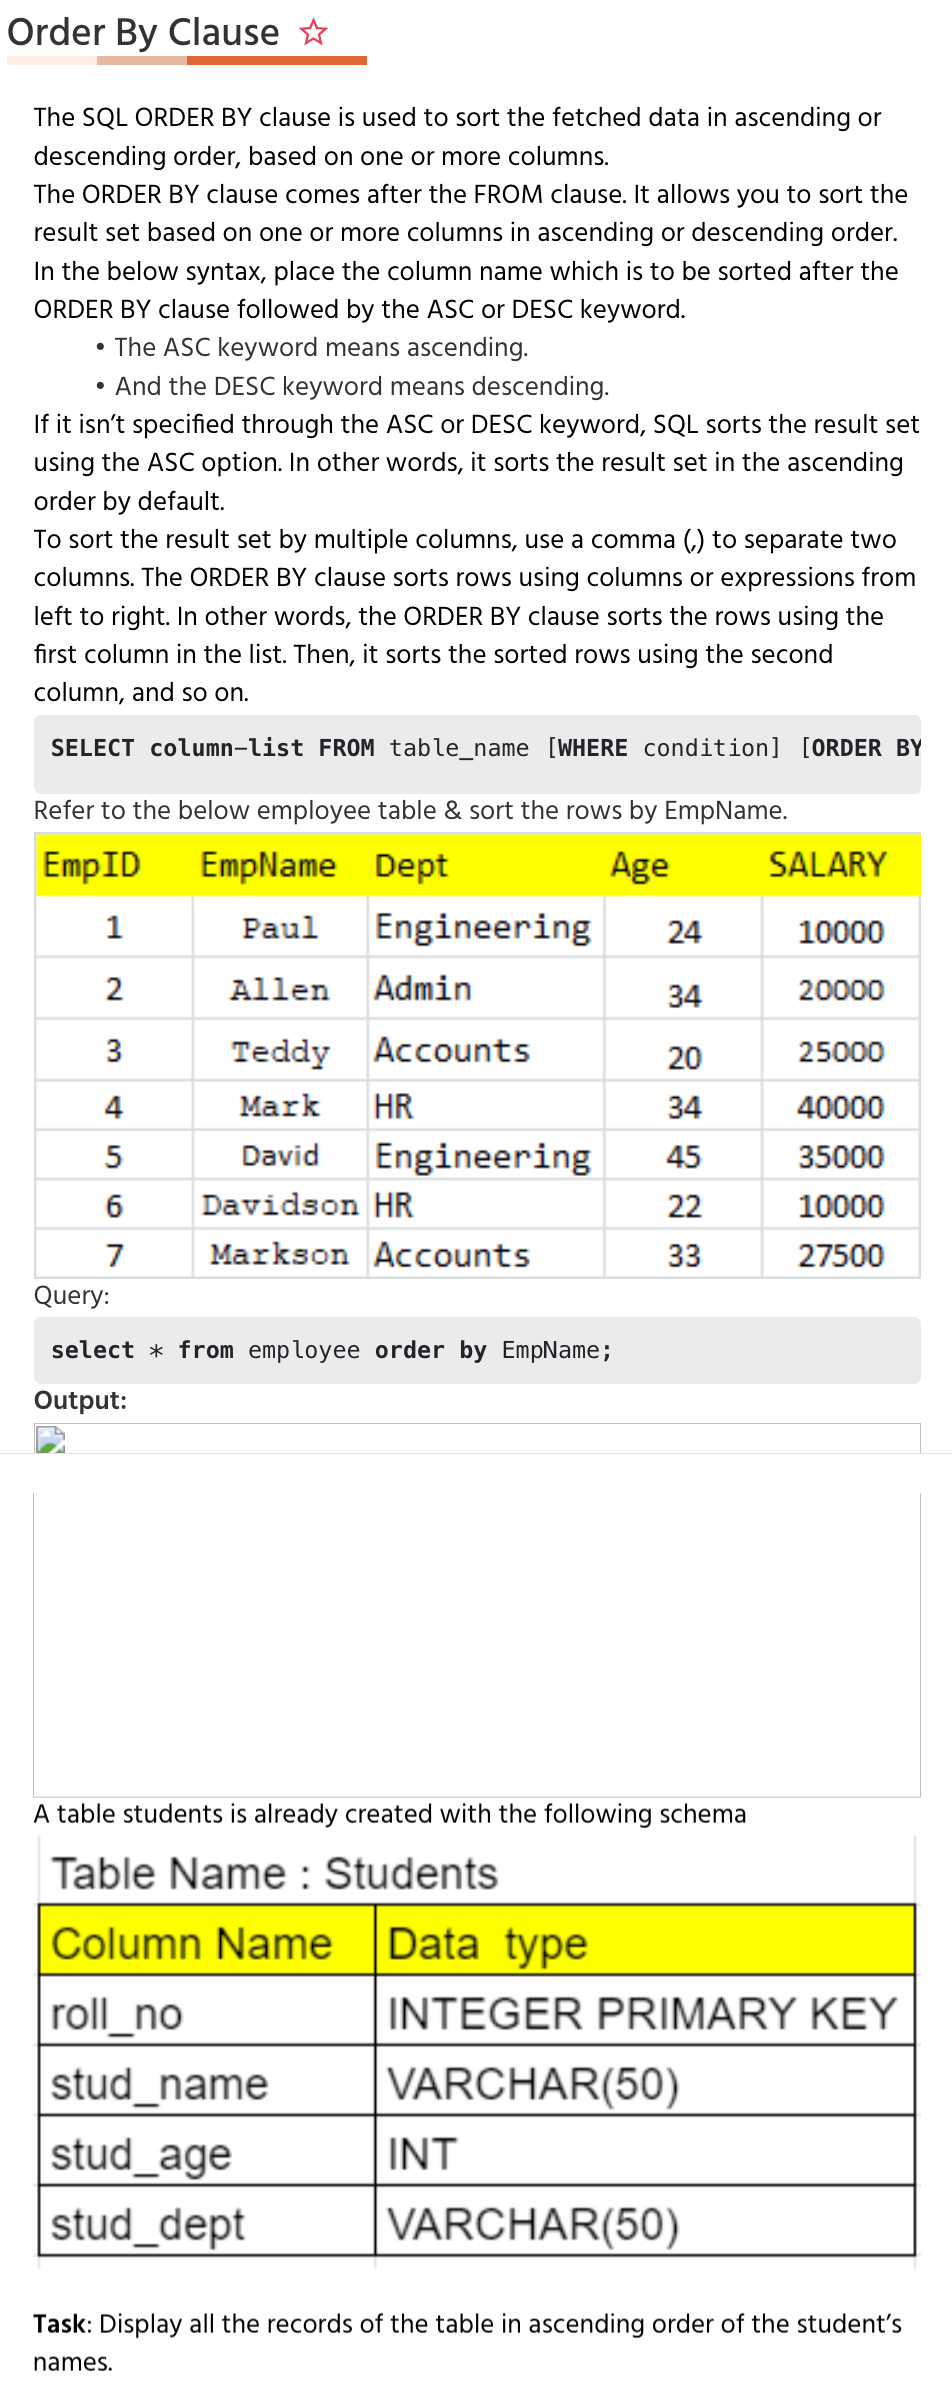 Order By Clause
The SQL ORDER BY clause is used to sort the fetched data in ascending or
descending order, based on one or more columns.
The ORDER BY clause comes after the FROM clause. It allows you to sort the
result set based on one or more columns in ascending or descending order.
In the below syntax, place the column name which is to be sorted after the
ORDER BY clause followed by the ASC or DESC keyword.
• The ASC keyword means ascending.
• And the DESC keyword means descending.
If it isn’t specified through the ASC or DESC keyword, SQL sorts the result set
using the ASC option. In other words, it sorts the result set in the ascending
order by default.
To sort the result set by multiple columns, use a comma (,) to separate two
columns. The ORDER BY clause sorts rows using columns or expressions from
left to right. In other words, the ORDER BY clause sorts the rows using the
first column in the list. Then, it sorts the sorted rows using the second
column, and so on.
SELECT column-list FROM table_name [WHERE condition] [ORDER BY
Refer to the below employee table & sort the rows by EmpName.
EmpID EmpName Dept Age SALARY
1 Paul Engineering 24 10000
2 Allen Admin 34 20000
3 Teddy Accounts 20 25000
4 Mark HR 34 40000
5 David Engineering 45 35000
6 Davidson HR 22 10000
7 Markson Accounts 33 27500
Query:
select * from employee order by EmpName;
Output:
A table students is already created with the following schema
Table Name : Students
Column Name Data type
roll_no INTEGER PRIMARY KEY
stud_name VARCHAR(50)
stud_age INT
stud_dept VARCHAR(50)
Task: Display all the records of the table in ascending order of the student’s
names.